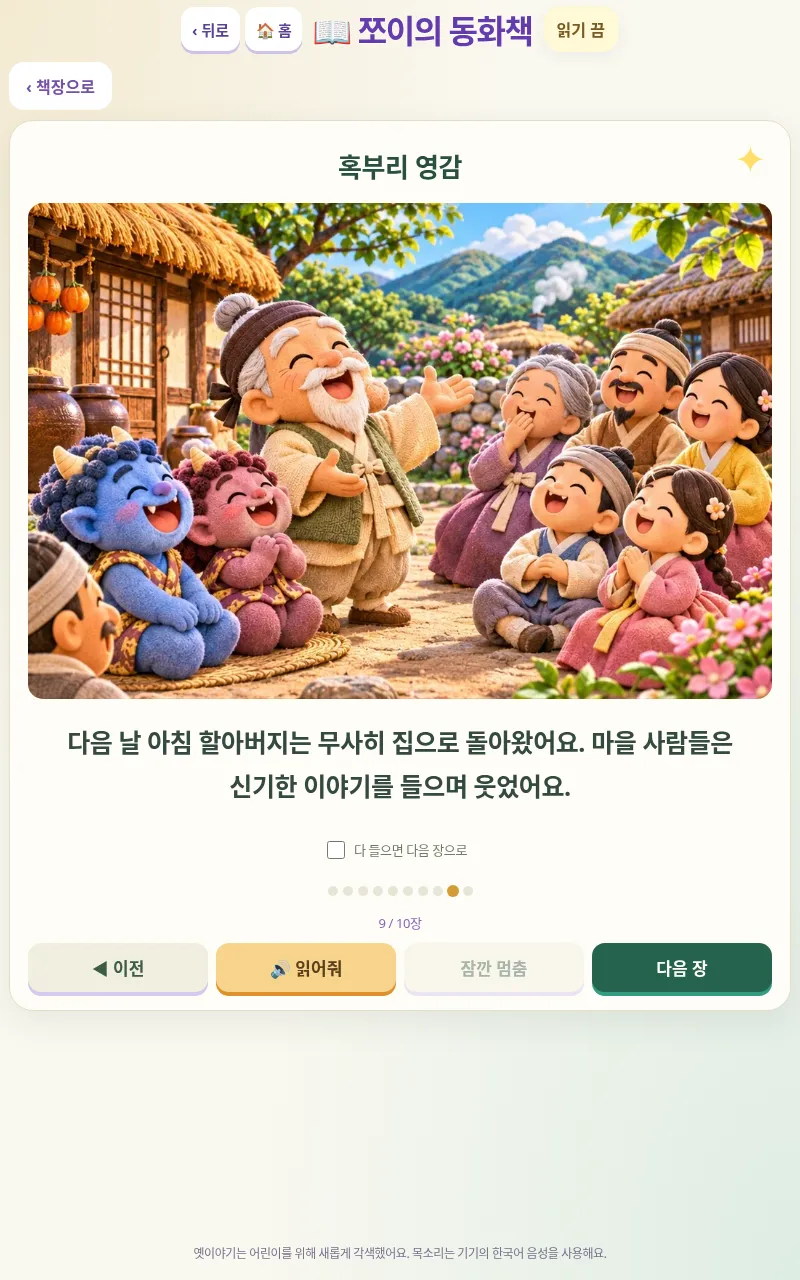 ‹ 뒤로
🏠 홈
📖 쪼이의 동화책
읽기 끝
‹ 책장으로
혹부리 영감
다음 날 아침 할아버지는 무사히 집으로 돌아왔어요. 마을 사람들은
신기한 이야기를 들으며 웃었어요.
다 들으면 다음 장으로
9 / 10장
◀ 이전
🔊 읽어줘
잠깐 멈춤
다음 장
옛이야기는 어린이를 위해 새롭게 각색했어요. 목소리는 기기의 한국어 음성을 사용해요.